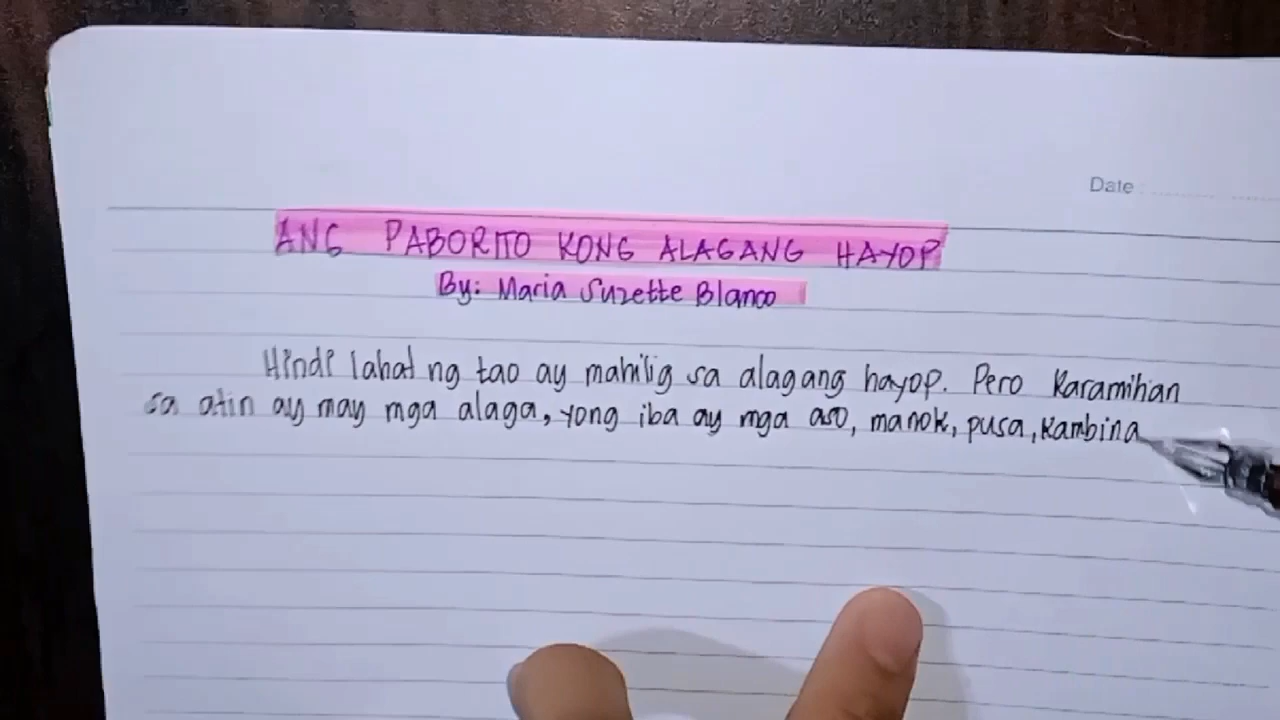 Date :
ANG PABORITO KONG ALAGANG HAYOP
By: Maria Suzette Blanco
Hindi lahat ng tao ay mahilig sa alagang hayop. Pero karamihan
sa atin ay may mga alaga, yong iba ay mga aso, manok, pusa, kambina